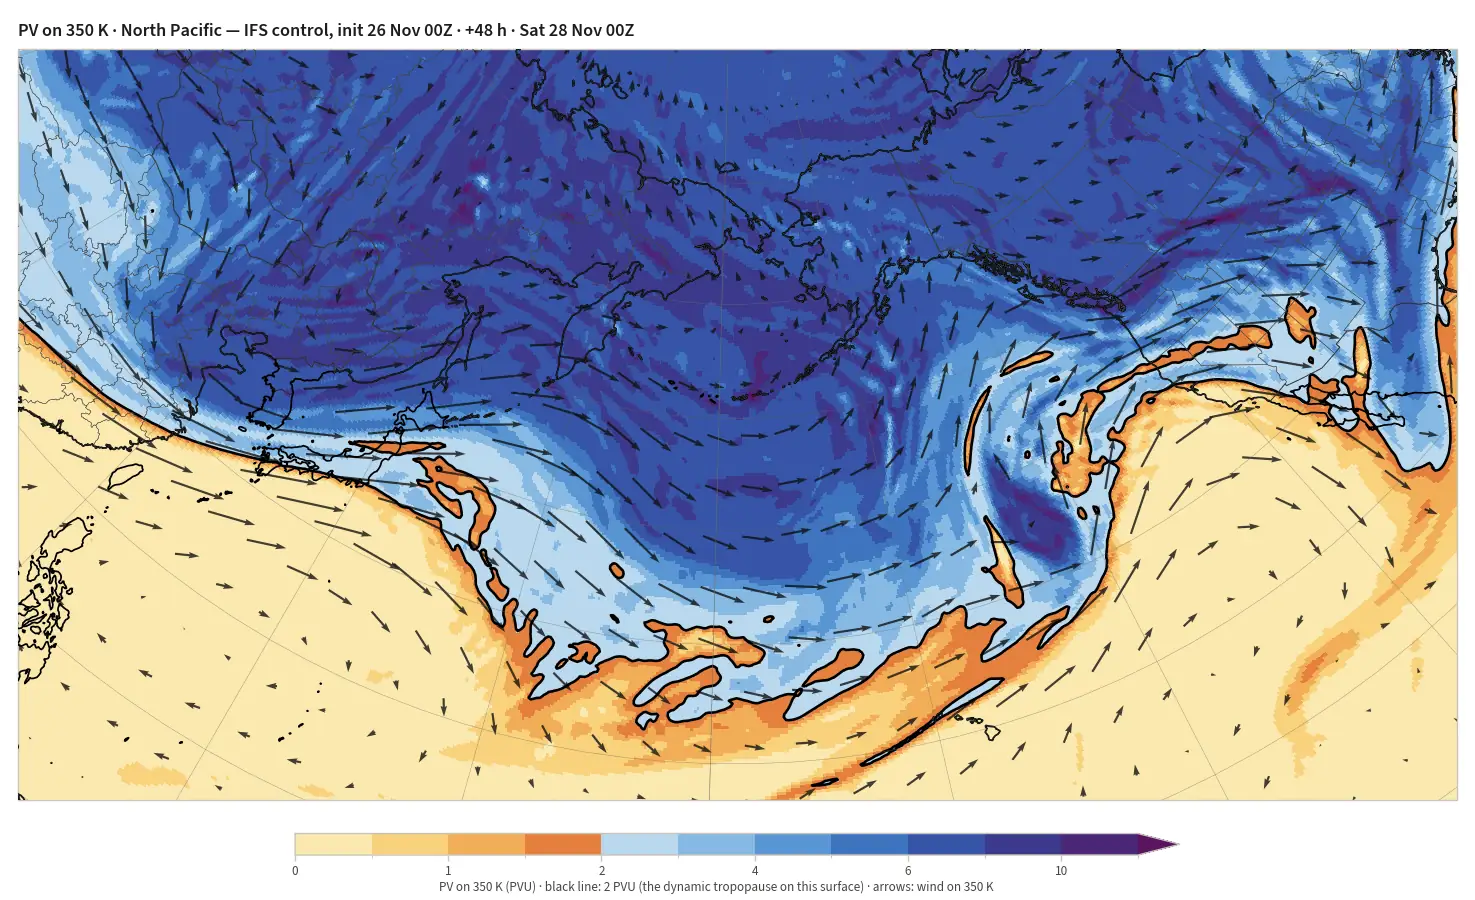 PV on 350 K · North Pacific — IFS control, init 26 Nov 00Z · +48 h · Sat 28 Nov 00Z
0 1 2 4 6 10
PV on 350 K (PVU) · black line: 2 PVU (the dynamic tropopause on this surface) · arrows: wind on 350 K